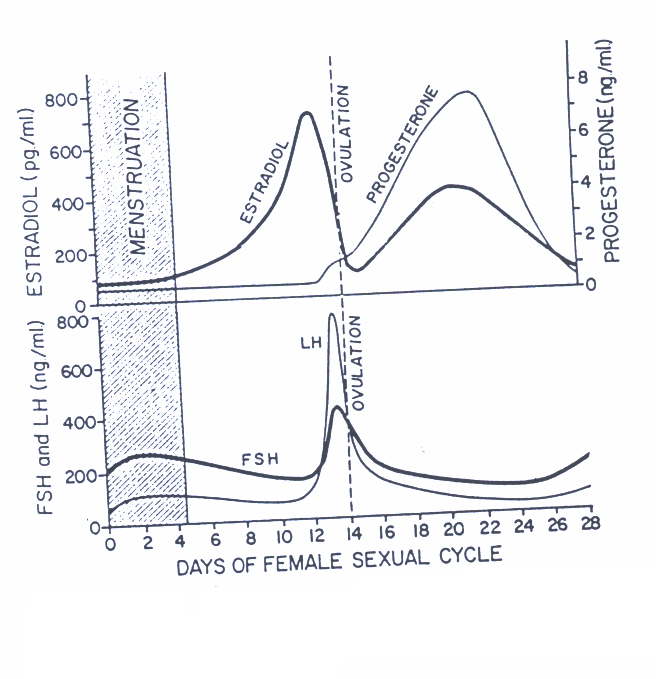 ESTRADIOL (pg./ml)
800
600
400
200
0
MENSTRUATION
ESTRADIOL
OVULATION
PROGESTERONE
8
6
4
2
0
PROGESTERONE (ng/ml)
FSH and LH (ng/ml)
800
600
400
200
0
LH
FSH
OVULATION
0 2 4 6 8 10 12 14 16 18 20 22 24 26 28
DAYS OF FEMALE SEXUAL CYCLE